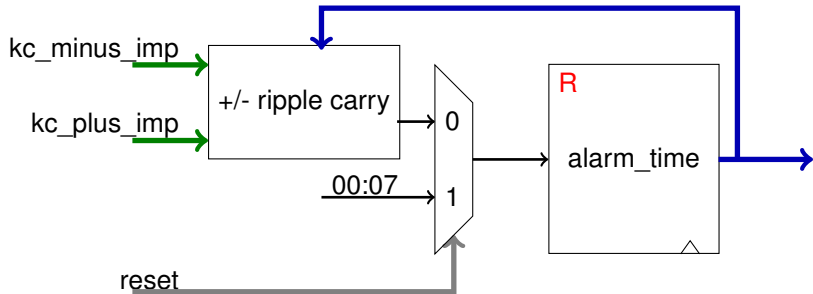 kc_minus_imp
kc_plus_imp
+/- ripple carry
0
00:07
1
reset
R
alarm_time